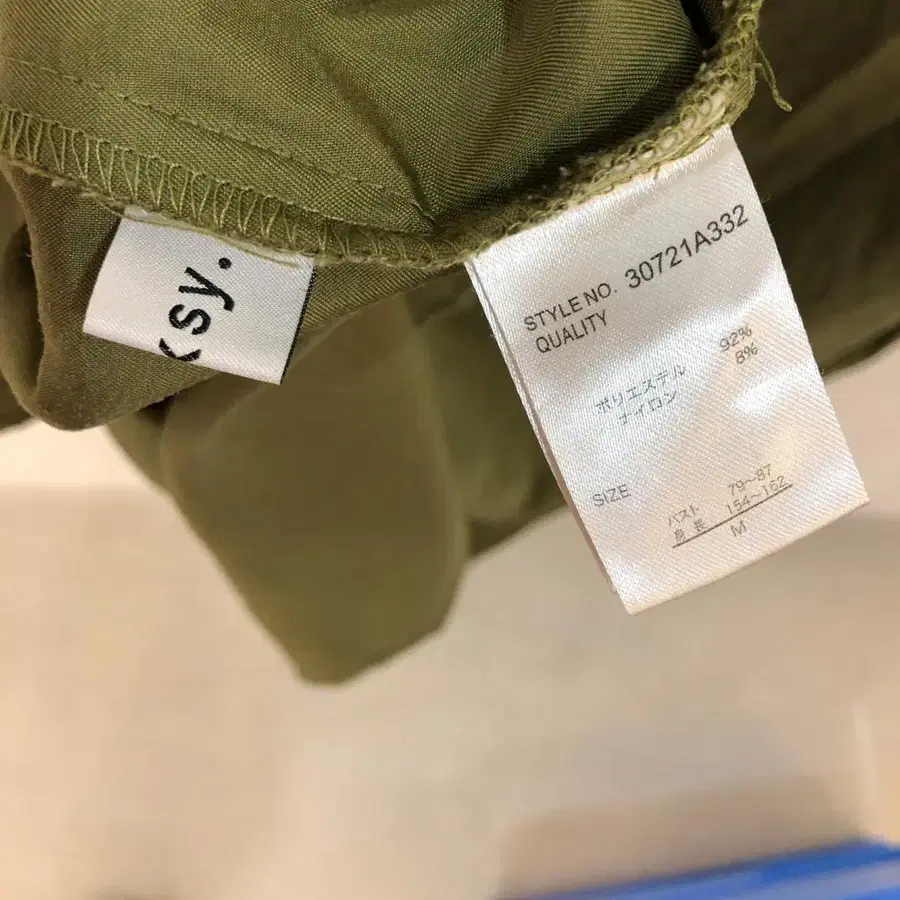 ksy.
STYLE NO. 30721A332
QUALITY
ポリエステル 92%
ナイロン 8%
SIZE
バスト 79～87
身長 154～162
M